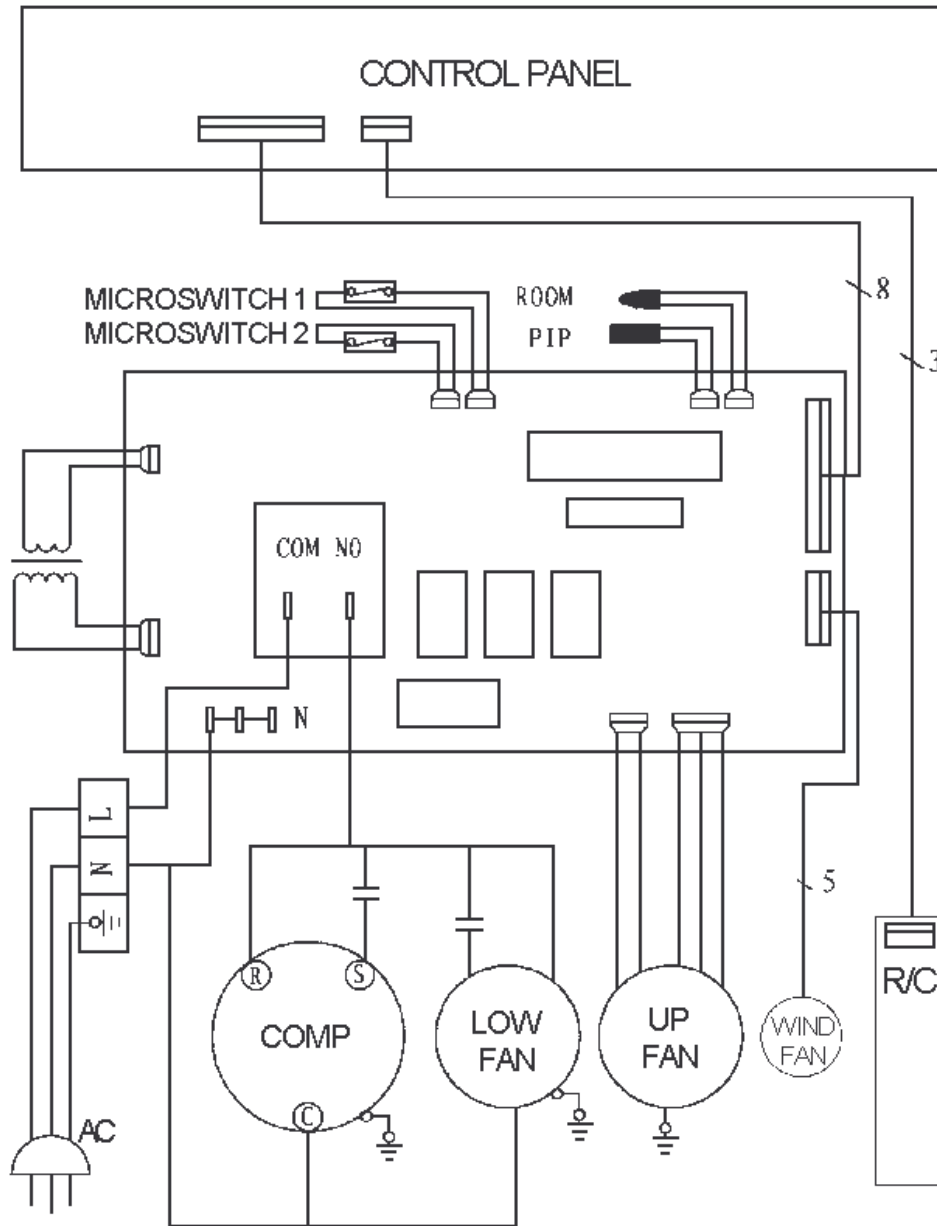 CONTROL PANEL
8
3
MICROSWITCH 1
MICROSWITCH 2
ROOM
PIP
COM NO
N
L
N
5
R
S
COMP
C
LOW
FAN
UP
FAN
WIND
FAN
R/C
AC